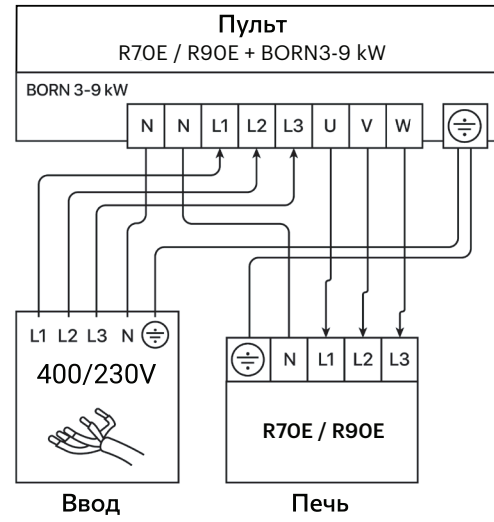 Пульт
R70E / R90E + BORN3-9 kW
BORN 3-9 kW
N N L1 L2 L3 U V W
L1 L2 L3 N
400/230V
N L1 L2 L3
R70E / R90E
Ввод
Печь